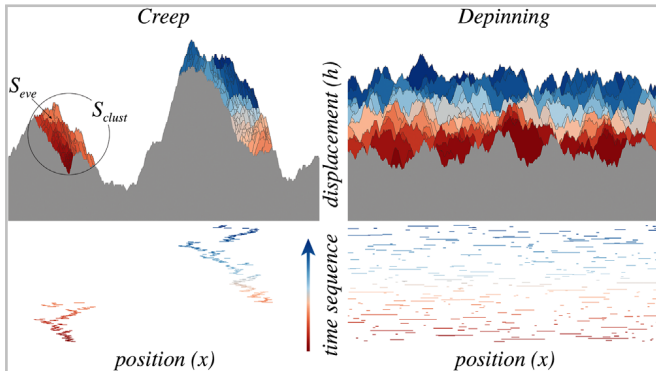 Creep
Depinning
S_eve
S_clust
displacement (h)
time sequence
position (x)
position (x)